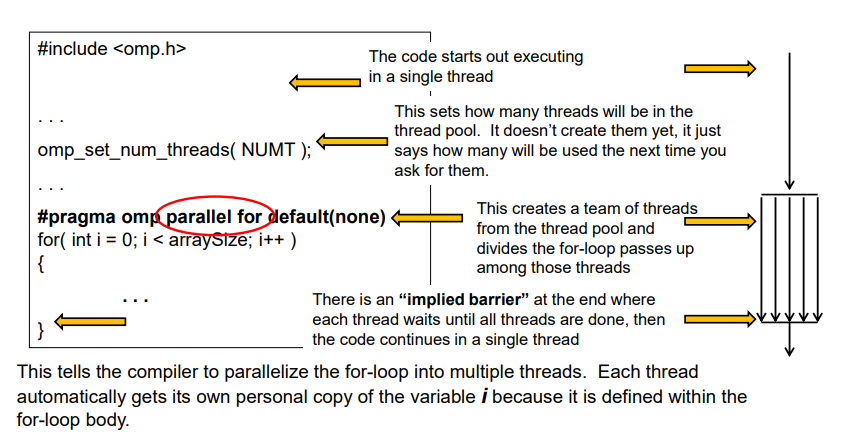 #include <omp.h>
The code starts out executing
in a single thread
. . .
This sets how many threads will be in the
thread pool. It doesn't create them yet, it just
says how many will be used the next time you
ask for them.
omp_set_num_threads( NUMT );
. . .
#pragma omp parallel for default(none)
for( int i = 0; i < arraySize; i++ )
{
This creates a team of threads
from the thread pool and
divides the for-loop passes up
among those threads
. . .
There is an “implied barrier” at the end where
each thread waits until all threads are done, then
the code continues in a single thread
}
This tells the compiler to parallelize the for-loop into multiple threads. Each thread
automatically gets its own personal copy of the variable i because it is defined within the
for-loop body.